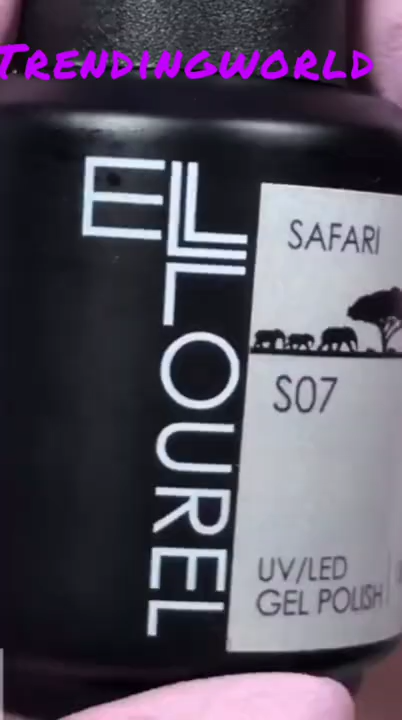 TRENDINGWORLD
ELLOUREL
SAFARI
S07
UV/LED
GEL POLISH